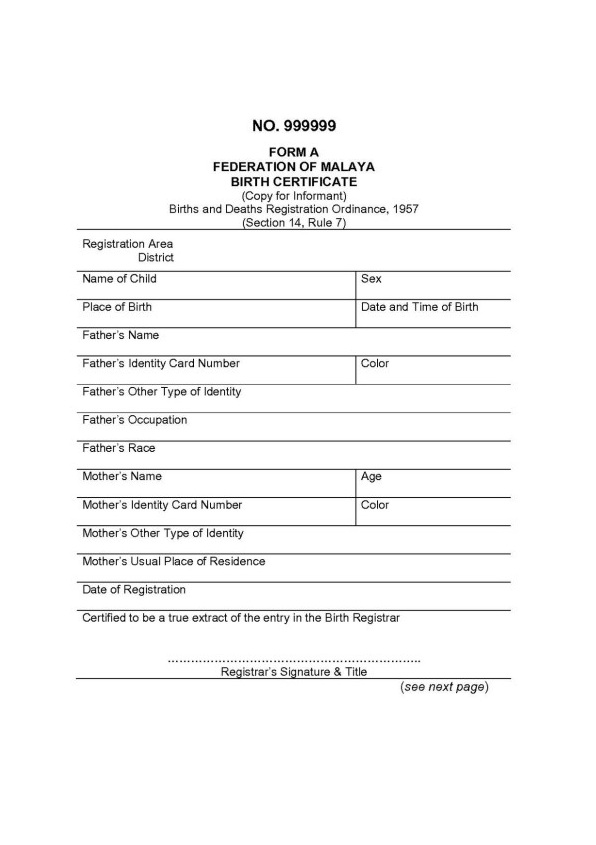 NO. 999999
FORM A
FEDERATION OF MALAYA
BIRTH CERTIFICATE
(Copy for Informant)
Births and Deaths Registration Ordinance, 1957
(Section 14, Rule 7)
Registration Area
District
Name of Child Sex
Place of Birth Date and Time of Birth
Father's Name
Father's Identity Card Number Color
Father's Other Type of Identity
Father's Occupation
Father's Race
Mother's Name Age
Mother's Identity Card Number Color
Mother's Other Type of Identity
Mother's Usual Place of Residence
Date of Registration
Certified to be a true extract of the entry in the Birth Registrar
………………………………………………………..
Registrar's Signature & Title
(see next page)